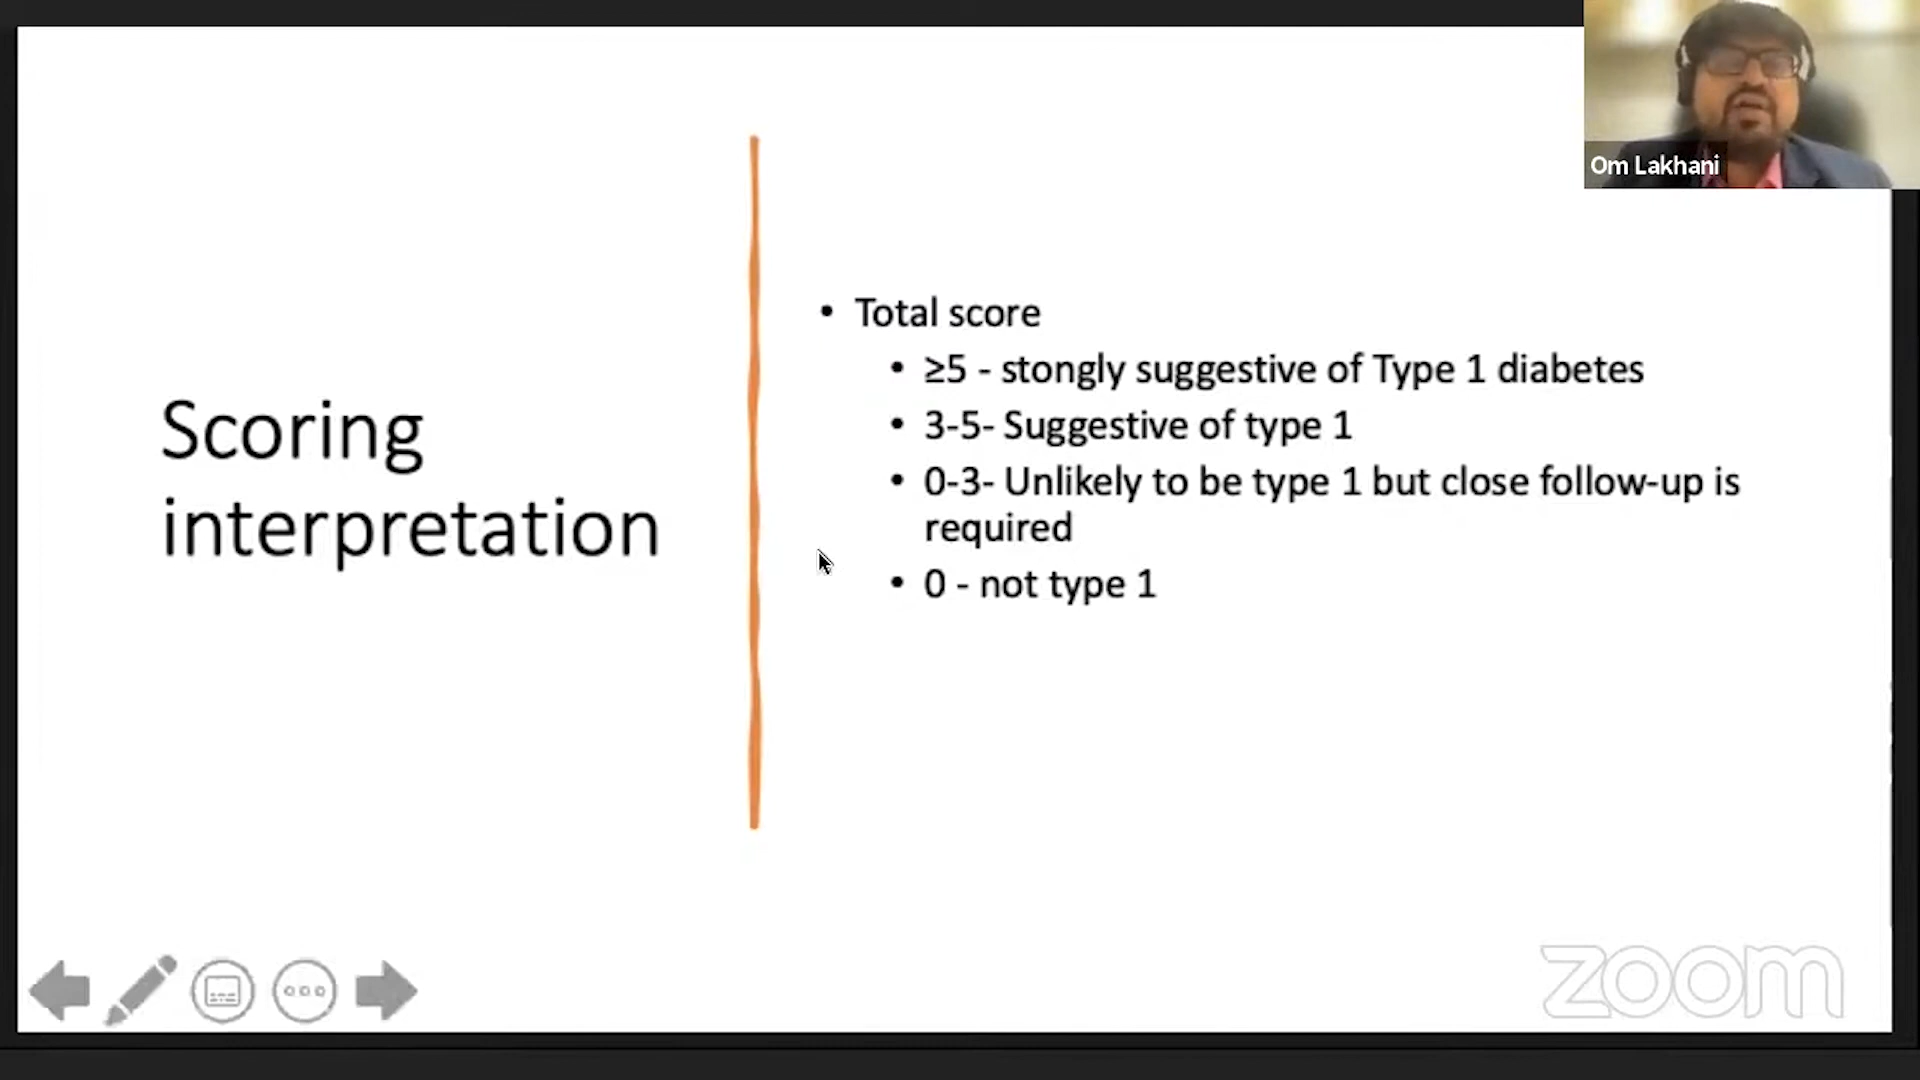 Om Lakhani
Scoring
interpretation
• Total score
• ≥5 - stongly suggestive of Type 1 diabetes
• 3-5- Suggestive of type 1
• 0-3- Unlikely to be type 1 but close follow-up is
required
• 0 - not type 1
zoom